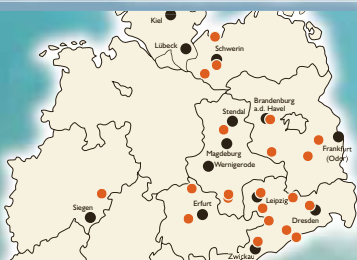 Kiel
Lübeck
Schwerin
Stendal
Brandenburg
a.d. Havel
Frankfurt
(Oder)
Magdeburg
Wernigerode
Siegen
Erfurt
Leipzig
Dresden
Zwickau